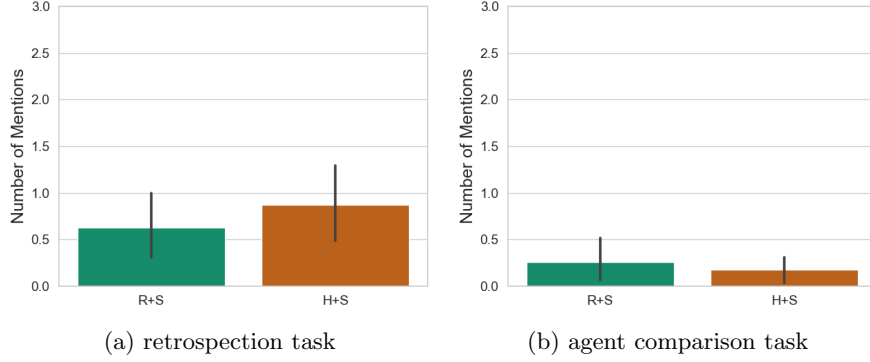 3.0
2.5
2.0
1.5
1.0
0.5
0.0
Number of Mentions
R+S
H+S
(a) retrospection task
3.0
2.5
2.0
1.5
1.0
0.5
0.0
Number of Mentions
R+S
H+S
(b) agent comparison task